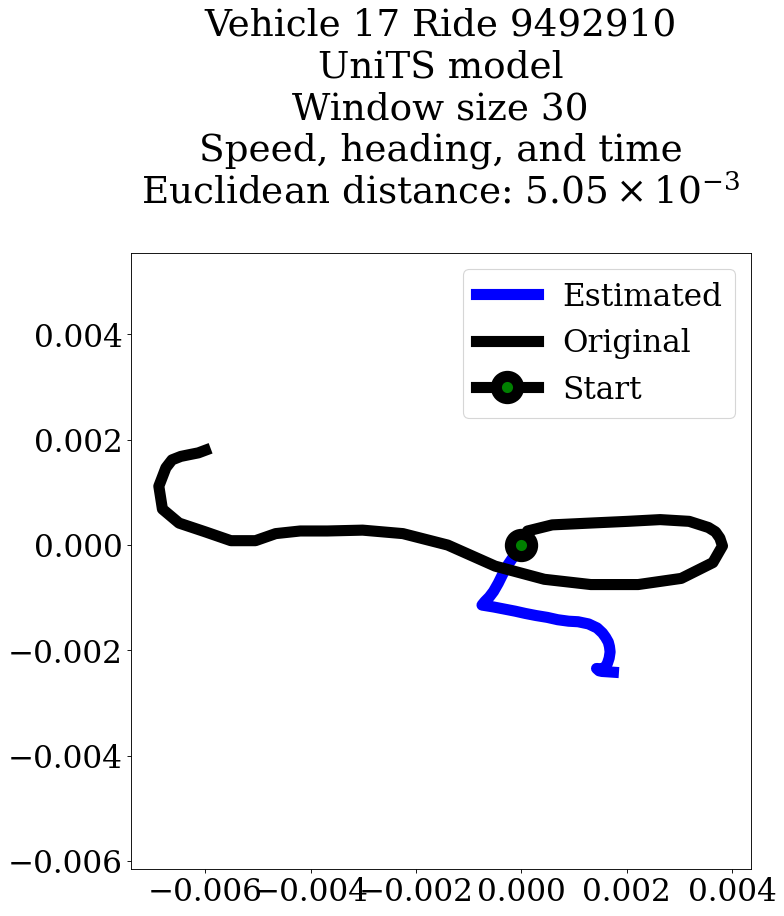 Vehicle 17 Ride 9492910
UniTS model
Window size 30
Speed, heading, and time
Euclidean distance: 5.05 × 10⁻³
Estimated
Original
Start
0.004
0.002
0.000
−0.002
−0.004
−0.006
−0.006 −0.004 −0.002 0.000 0.002 0.004